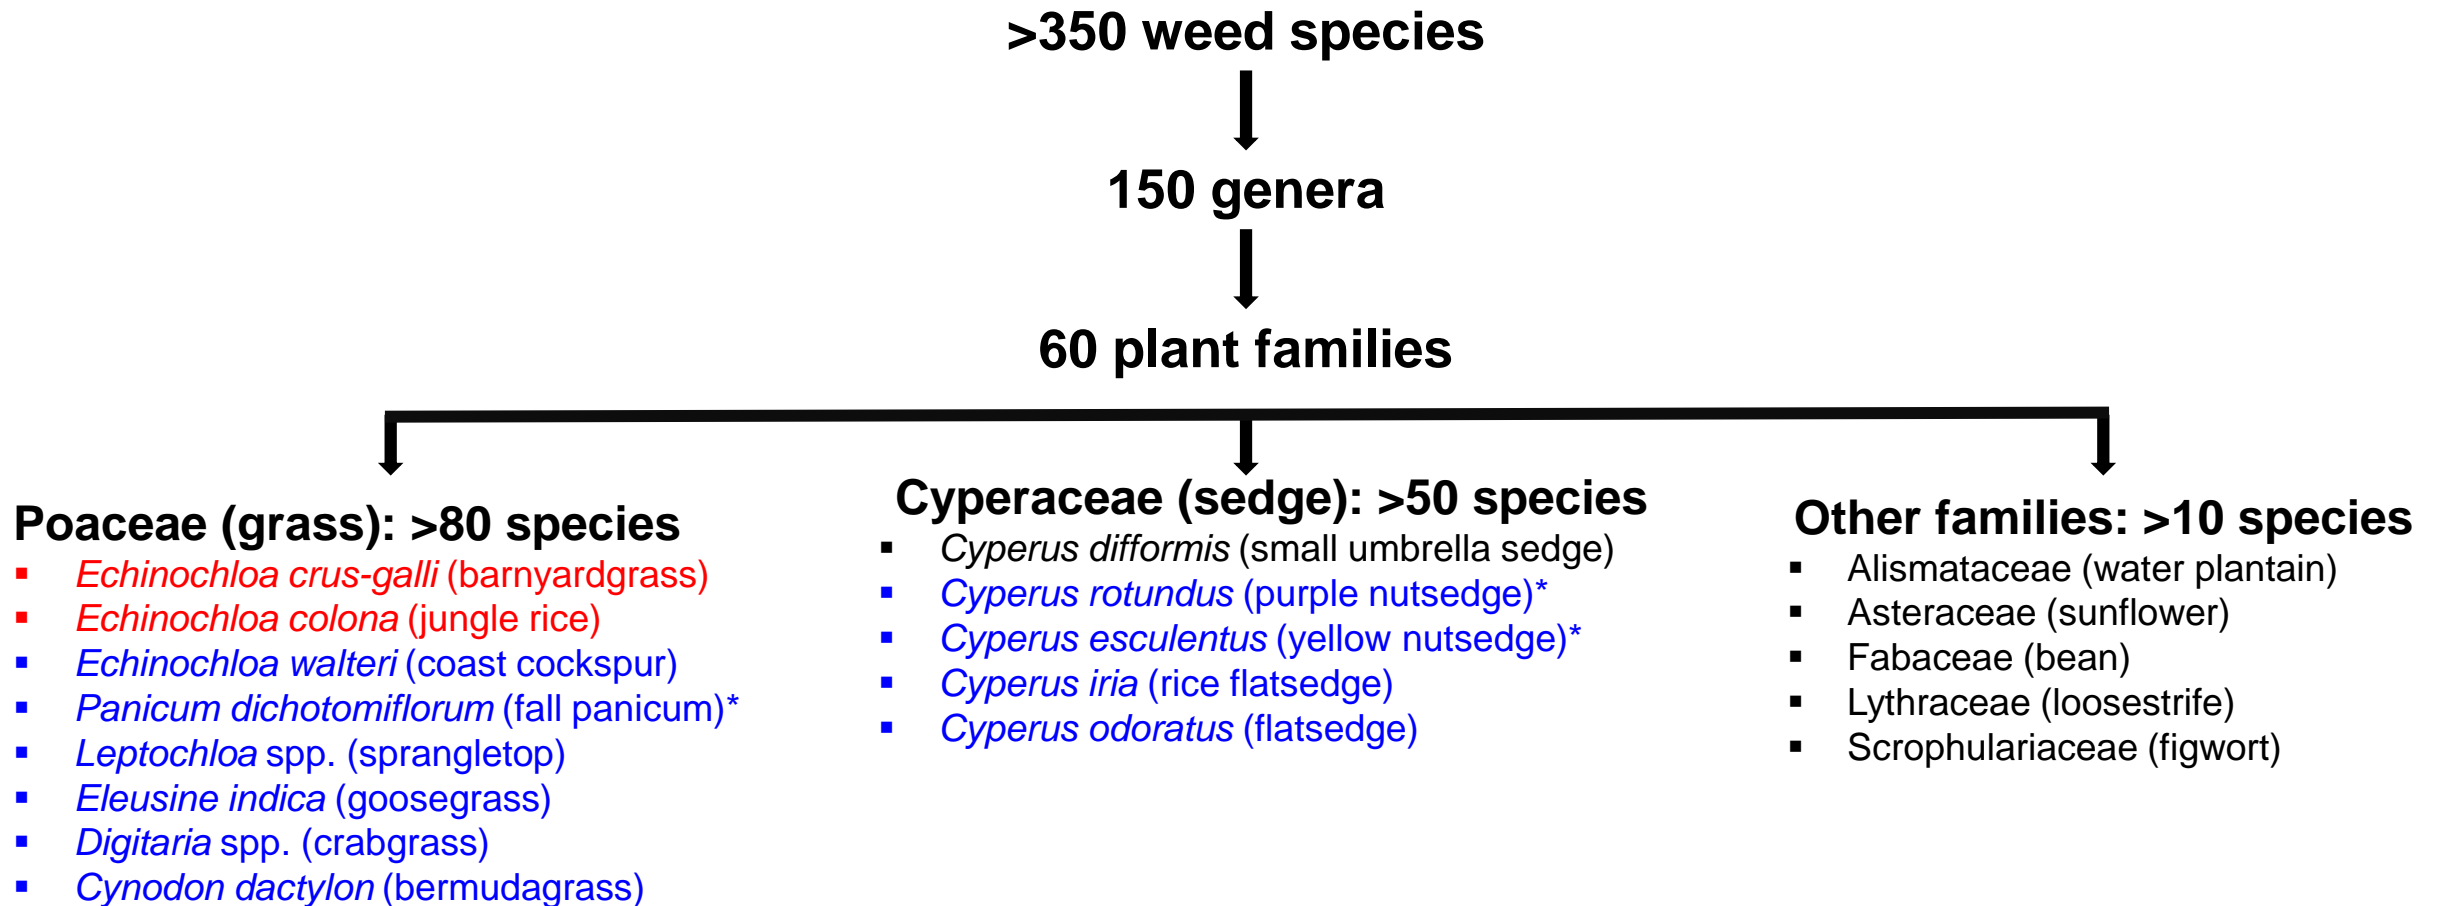 >350 weed species
150 genera
60 plant families
Poaceae (grass): >80 species
▪ Echinochloa crus-galli (barnyardgrass)
▪ Echinochloa colona (jungle rice)
▪ Echinochloa walteri (coast cockspur)
▪ Panicum dichotomiflorum (fall panicum)*
▪ Leptochloa spp. (sprangletop)
▪ Eleusine indica (goosegrass)
▪ Digitaria spp. (crabgrass)
▪ Cynodon dactylon (bermudagrass)
Cyperaceae (sedge): >50 species
▪ Cyperus difformis (small umbrella sedge)
▪ Cyperus rotundus (purple nutsedge)*
▪ Cyperus esculentus (yellow nutsedge)*
▪ Cyperus iria (rice flatsedge)
▪ Cyperus odoratus (flatsedge)
Other families: >10 species
▪ Alismataceae (water plantain)
▪ Asteraceae (sunflower)
▪ Fabaceae (bean)
▪ Lythraceae (loosestrife)
▪ Scrophulariaceae (figwort)